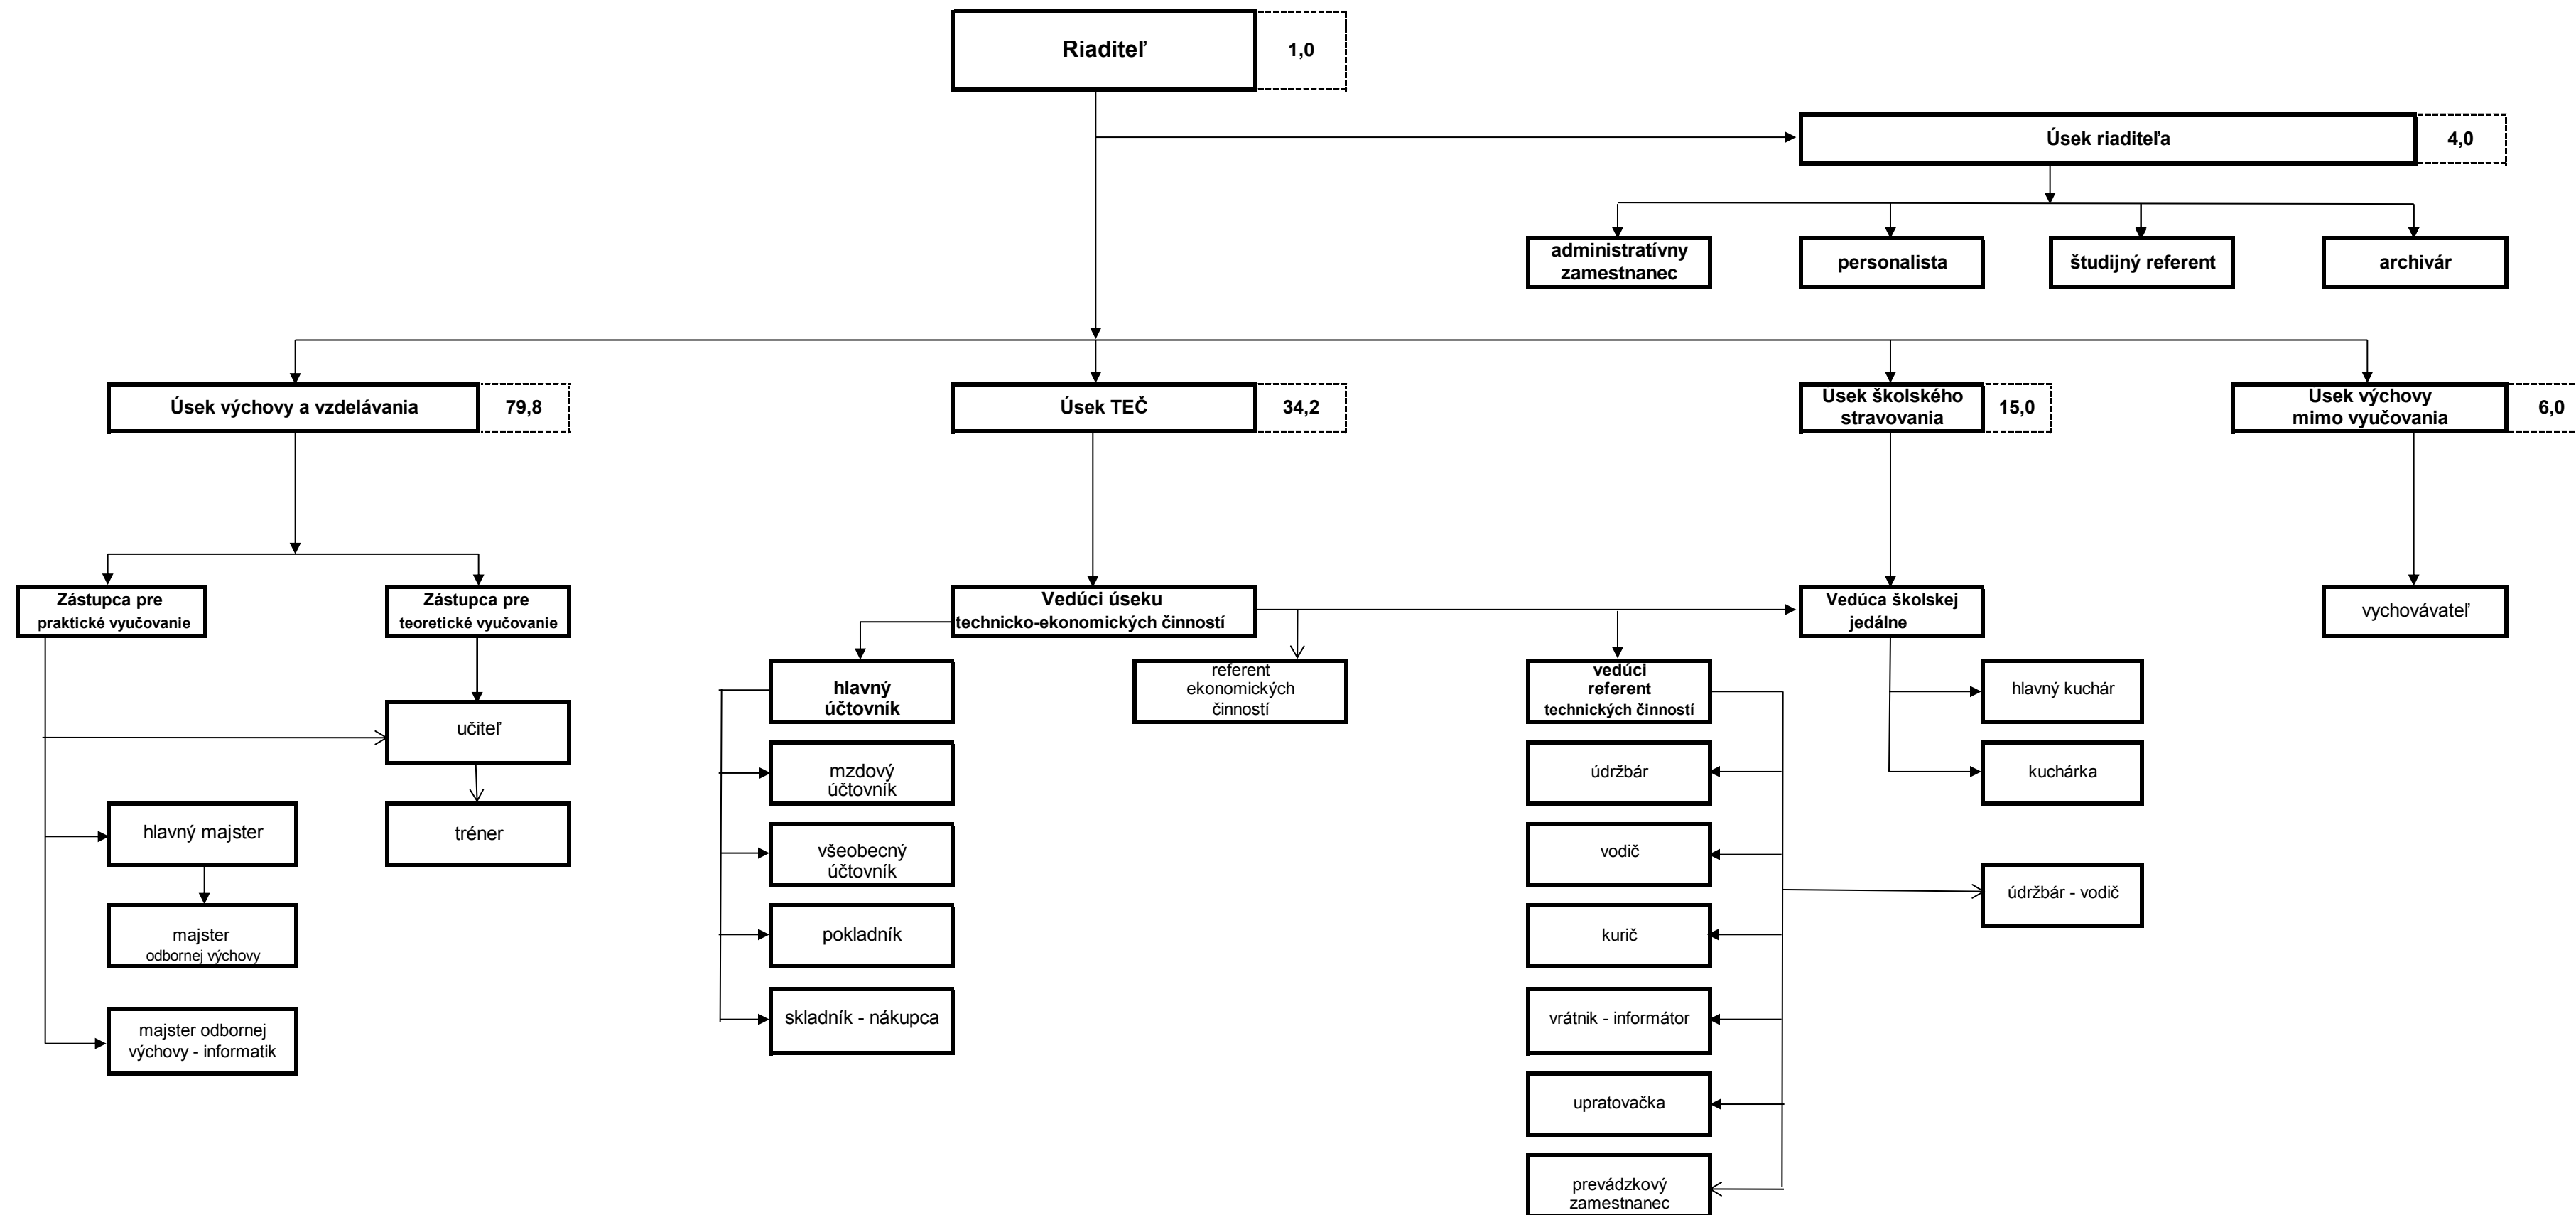 Riaditeľ
1,0
Úsek riaditeľa
4,0
administratívny
zamestnanec
personalista
študijný referent
archivár
Úsek výchovy a vzdelávania
79,8
Úsek TEČ
34,2
Úsek školského
stravovania
15,0
Úsek výchovy
mimo vyučovania
6,0
Zástupca pre
praktické vyučovanie
Zástupca pre
teoretické vyučovanie
Vedúci úseku
technicko-ekonomických činností
Vedúca školskej
jedálne
vychovávateľ
učiteľ
tréner
hlavný majster
majster
odbornej výchovy
majster odbornej
výchovy - informatik
hlavný
účtovník
mzdový
účtovník
všeobecný
účtovník
pokladník
skladník - nákupca
referent
ekonomických
činností
vedúci
referent
technických činností
údržbár
vodič
kurič
vrátnik - informátor
upratovačka
prevádzkový
zamestnanec
hlavný kuchár
kuchárka
údržbár - vodič